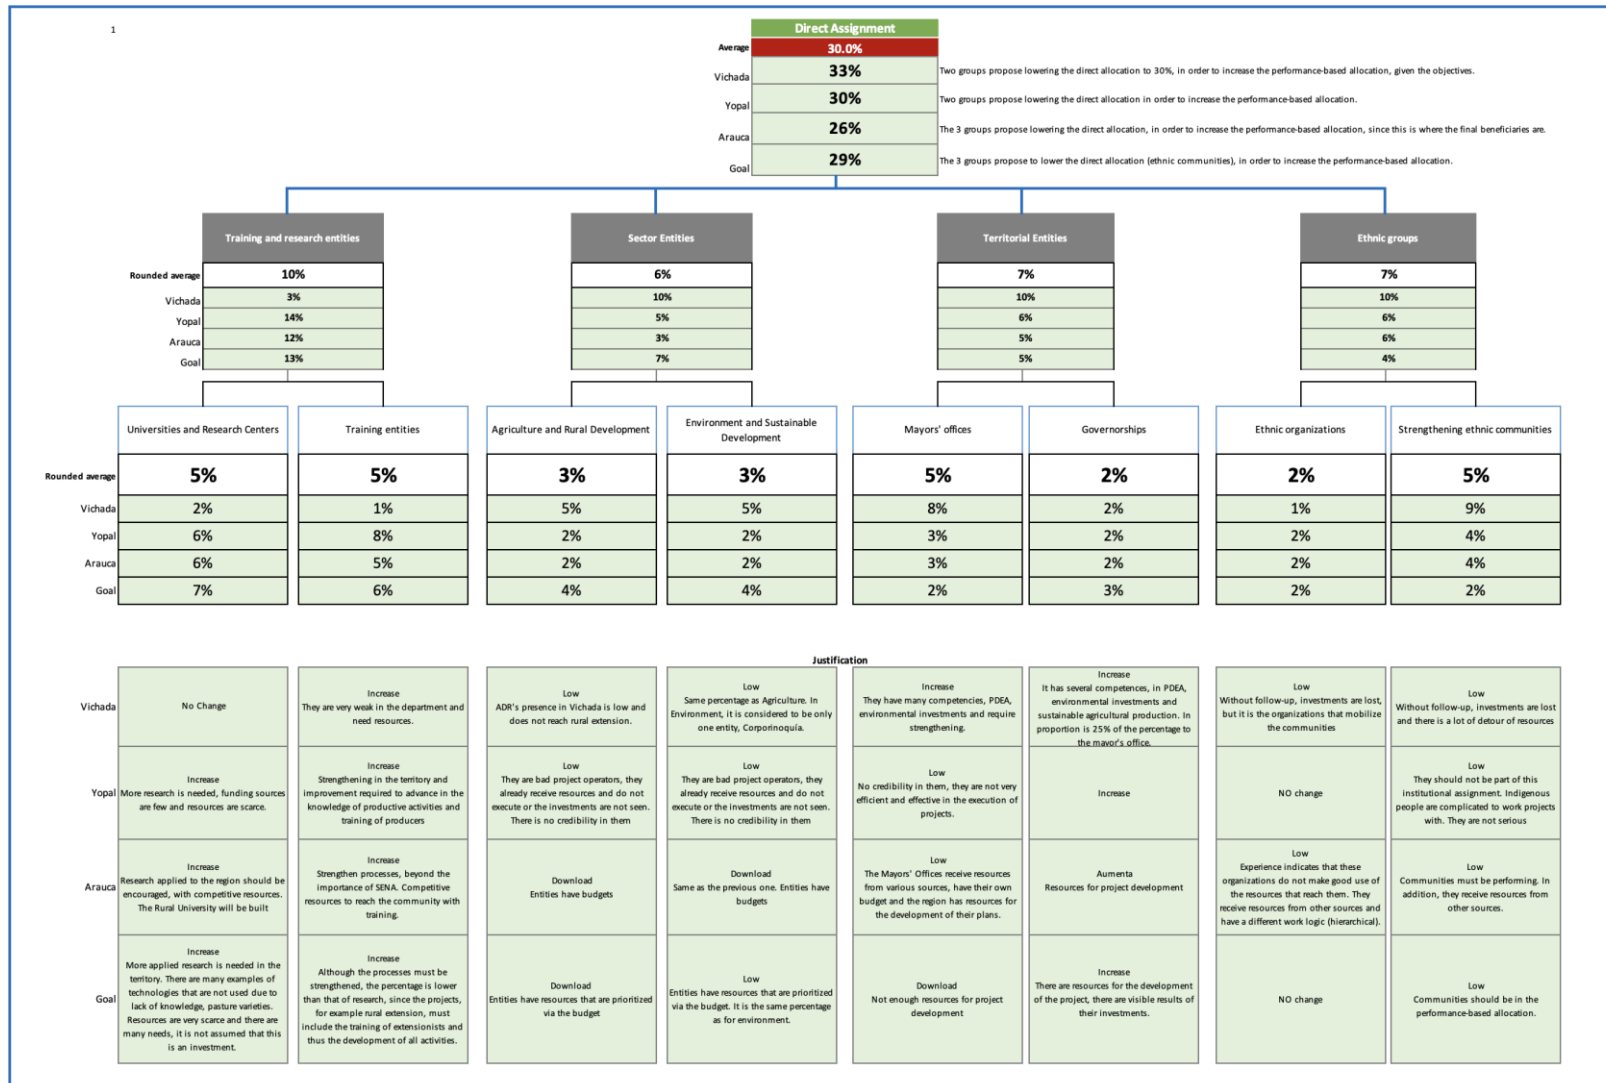 1
Direct Assignment
Average 30.0%
Vichada 33% Two groups propose lowering the direct allocation to 30%, in order to increase the performance-based allocation, given the objectives.
Yopal 30% Two groups propose lowering the direct allocation in order to increase the performance-based allocation.
Arauca 26% The 3 groups propose lowering the direct allocation, in order to increase the performance-based allocation, since this is where the final beneficiaries are.
Goal 29% The 3 groups propose to lower the direct allocation (ethnic communities), in order to increase the performance-based allocation.
Training and research entities Sector Entities Territorial Entities Ethnic groups
Rounded average 10% 6% 7% 7%
Vichada 3% 10% 10% 10%
Yopal 14% 5% 6% 6%
Arauca 12% 3% 5% 6%
Goal 13% 7% 5% 4%
Universities and Research Centers
Training entities
Agriculture and Rural Development
Environment and Sustainable
Development
Mayors' offices
Governorships
Ethnic organizations
Strengthening ethnic communities
Rounded average 5% 5% 3% 3% 5% 2% 2% 5%
Vichada 2% 1% 5% 5% 8% 2% 1% 9%
Yopal 6% 8% 2% 2% 3% 2% 2% 4%
Arauca 6% 5% 2% 2% 3% 2% 2% 4%
Goal 7% 6% 4% 4% 2% 3% 2% 2%
Justification
Vichada
No Change
Increase
They are very weak in the department and
need resources.
Low
ADR's presence in Vichada is low and
does not reach rural extension.
Low
Same percentage as Agriculture. In
Environment, it is considered to be only
one entity, Corporinoquía.
Increase
They have many competencies, PDEA,
environmental investments and require
strengthening.
Increase
It has several competences, in PDEA,
environmental investments and
sustainable agricultural production. In
proportion is 25% of the percentage to
the mayor's office.
Low
Without follow-up, investments are lost,
but it is the organizations that mobilize
the communities
Low
Without follow-up, investments are lost
and there is a lot of detour of resources
Yopal
Increase
More research is needed, funding sources
are few and resources are scarce.
Increase
Strengthening in the territory and
improvement required to advance in the
knowledge of productive activities and
training of producers
Low
They are bad project operators, they
already receive resources and do not
execute or the investments are not seen.
There is no credibility in them
Low
They are bad project operators, they
already receive resources and do not
execute or the investments are not seen.
There is no credibility in them
Low
No credibility in them, they are not very
efficient and effective in the execution of
projects.
Increase
NO change
Low
They should not be part of this
institutional assignment. Indigenous
people are complicated to work projects
with. They are not serious
Arauca
Increase
Research applied to the region should be
encouraged, with competitive resources.
The Rural University will be built
Increase
Strengthen processes, beyond the
importance of SENA. Competitive
resources to reach the community with
training.
Download
Entities have budgets
Download
Same as the previous one. Entities have
budgets
Low
The Mayors' Offices receive resources
from various sources, have their own
budget and the region has resources for
the development of their plans.
Aumenta
Resources for project development
Low
Experience indicates that these
organizations do not make good use of
the resources that reach them. They
receive resources from other sources and
have a different work logic (hierarchical).
Low
Communities must be performing. In
addition, they receive resources from
other sources.
Goal
Increase
More applied research is needed in the
territory. There are many examples of
technologies that are not used due to
lack of knowledge, pasture varieties.
Resources are very scarce and there are
many needs, it is not assumed that this
is an investment.
Increase
Although the processes must be
strengthened, the percentage is lower
than that of research, since the projects,
for example rural extension, must
include the training of extensionists and
thus the development of all activities.
Download
Entities have resources that are prioritized
via the budget
Low
Entities have resources that are prioritized
via the budget. It is the same percentage
as for environment.
Download
Not enough resources for project
development
Increase
There are resources for the development
of the project, there are visible results of
their investments.
NO change
Low
Communities should be in the
performance-based allocation.